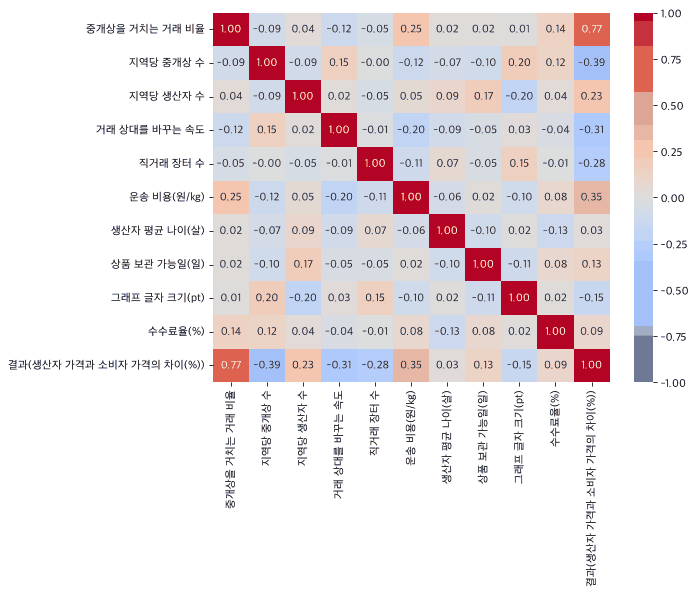 중개상을 거치는 거래 비율 1.00 -0.09 0.04 -0.12 -0.05 0.25 0.02 0.02 0.01 0.14 0.77
지역당 중개상 수 -0.09 1.00 -0.09 0.15 -0.00 -0.12 -0.07 -0.10 0.20 0.12 -0.39
지역당 생산자 수 0.04 -0.09 1.00 0.02 -0.05 0.05 0.09 0.17 -0.20 0.04 0.23
거래 상대를 바꾸는 속도 -0.12 0.15 0.02 1.00 -0.01 -0.20 -0.09 -0.05 0.03 -0.04 -0.31
직거래 장터 수 -0.05 -0.00 -0.05 -0.01 1.00 -0.11 0.07 -0.05 0.15 -0.01 -0.28
운송 비용(원/kg) 0.25 -0.12 0.05 -0.20 -0.11 1.00 -0.06 0.02 -0.10 0.08 0.35
생산자 평균 나이(살) 0.02 -0.07 0.09 -0.09 0.07 -0.06 1.00 -0.10 0.02 -0.13 0.03
상품 보관 가능일(일) 0.02 -0.10 0.17 -0.05 -0.05 0.02 -0.10 1.00 -0.11 0.08 0.13
그래프 글자 크기(pt) 0.01 0.20 -0.20 0.03 0.15 -0.10 0.02 -0.11 1.00 0.02 -0.15
수수료율(%) 0.14 0.12 0.04 -0.04 -0.01 0.08 -0.13 0.08 0.02 1.00 0.09
결과(생산자 가격과 소비자 가격의 차이(%)) 0.77 -0.39 0.23 -0.31 -0.28 0.35 0.03 0.13 -0.15 0.09 1.00
중개상을 거치는 거래 비율
지역당 중개상 수
지역당 생산자 수
거래 상대를 바꾸는 속도
직거래 장터 수
운송 비용(원/kg)
생산자 평균 나이(살)
상품 보관 가능일(일)
그래프 글자 크기(pt)
수수료율(%)
결과(생산자 가격과 소비자 가격의 차이(%))
1.00
0.75
0.50
0.25
0.00
-0.25
-0.50
-0.75
-1.00